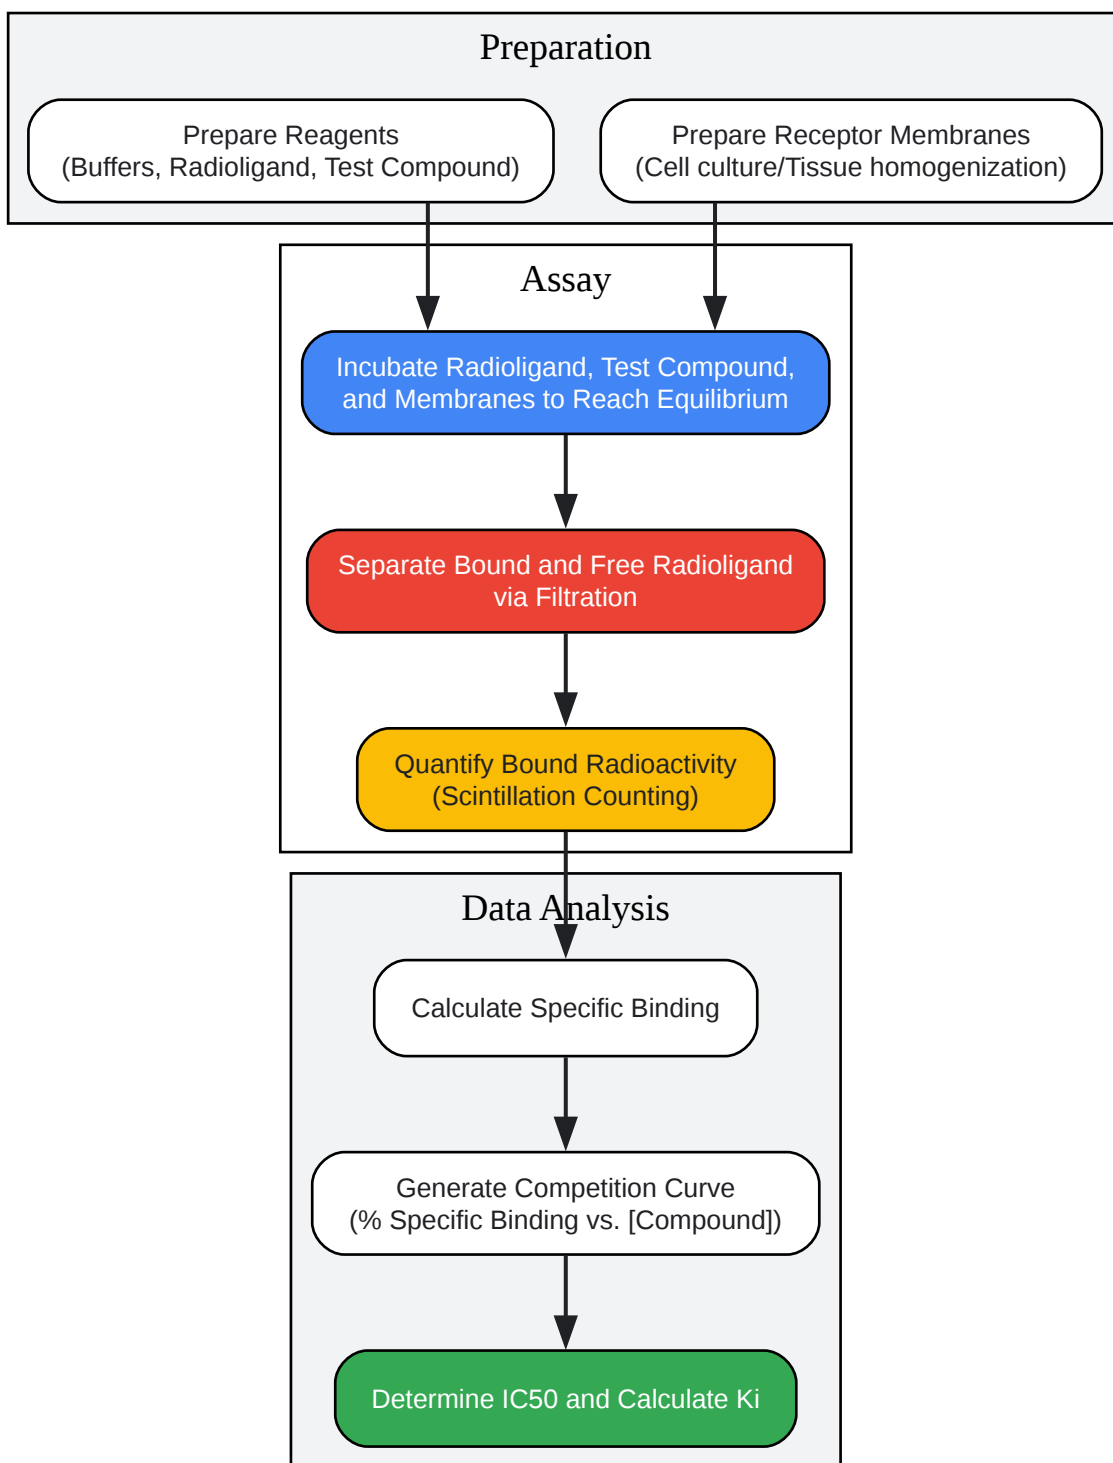 Preparation
Prepare Reagents
(Buffers, Radioligand, Test Compound)
Prepare Receptor Membranes
(Cell culture/Tissue homogenization)
Assay
Incubate Radioligand, Test Compound,
and Membranes to Reach Equilibrium
Separate Bound and Free Radioligand
via Filtration
Quantify Bound Radioactivity
(Scintillation Counting)
Data Analysis
Calculate Specific Binding
Generate Competition Curve
(% Specific Binding vs. [Compound])
Determine IC50 and Calculate Ki